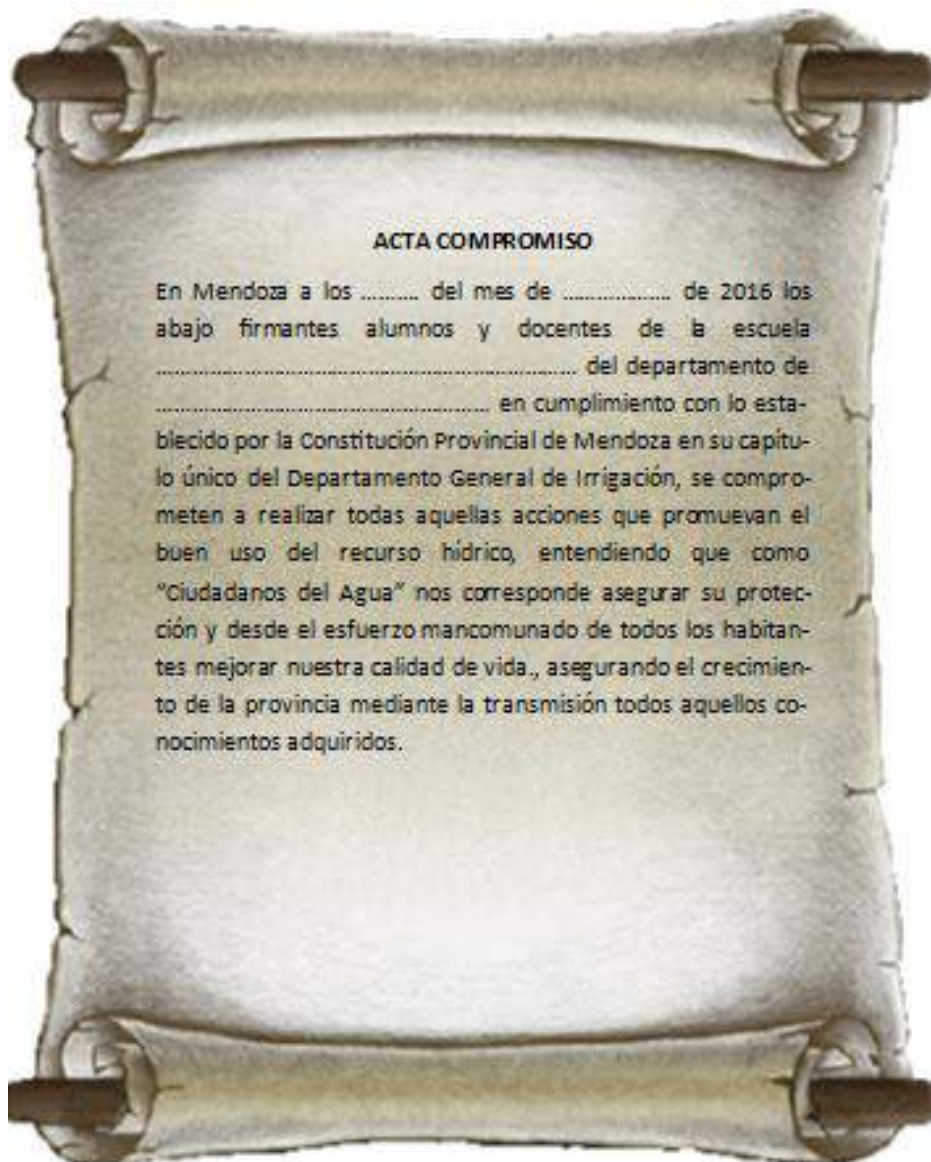 ACTA COMPROMISO
En Mendoza a los ......... del mes de ................... de 2016 los
abajo firmantes alumnos y docentes de la escuela
........................................................................... del departamento de
............................................................ en cumplimiento con lo esta-
blecido por la Constitución Provincial de Mendoza en su capítu-
lo único del Departamento General de Irrigación, se compro-
meten a realizar todas aquellas acciones que promuevan el
buen uso del recurso hídrico, entendiendo que como
“Ciudadanos del Agua” nos corresponde asegurar su protec-
ción y desde el esfuerzo mancomunado de todos los habitan-
tes mejorar nuestra calidad de vida., asegurando el crecimien-
to de la provincia mediante la transmisión todos aquellos co-
nocimientos adquiridos.